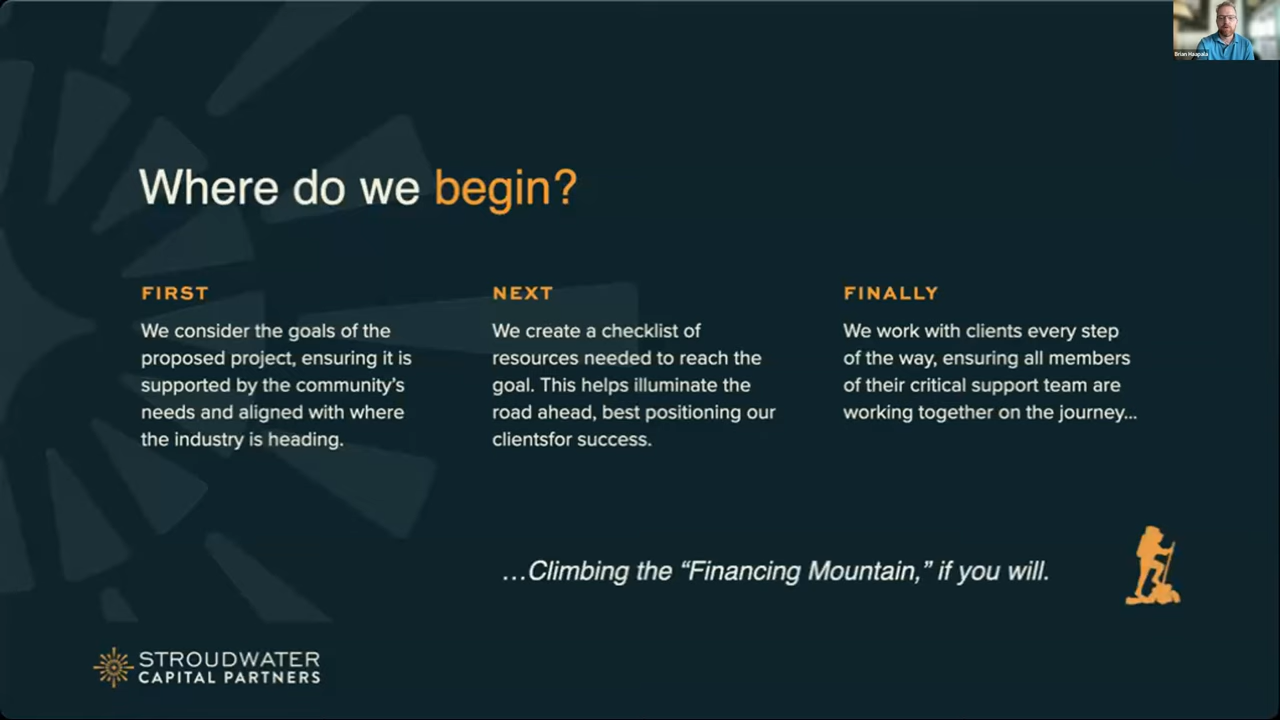 Brian Haapala
Where do we begin?
FIRST
We consider the goals of the
proposed project, ensuring it is
supported by the community's
needs and aligned with where
the industry is heading.
NEXT
We create a checklist of
resources needed to reach the
goal. This helps illuminate the
road ahead, best positioning our
clientsfor success.
FINALLY
We work with clients every step
of the way, ensuring all members
of their critical support team are
working together on the journey...
...Climbing the “Financing Mountain,” if you will.
STROUDWATER
CAPITAL PARTNERS